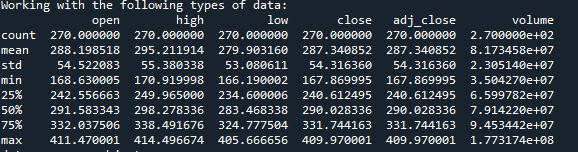 Working with the following types of data:
open high low close adj_close volume
count 270.000000 270.000000 270.000000 270.000000 270.000000 2.700000e+02
mean 288.198518 295.211914 279.903160 287.340852 287.340852 8.173458e+07
std 54.522083 55.380338 53.080611 54.316360 54.316360 2.305140e+07
min 168.630005 170.919998 166.190002 167.869995 167.869995 3.504270e+07
25% 242.556663 249.965000 234.600006 240.612495 240.612495 6.599782e+07
50% 291.583343 298.278336 283.468338 290.028336 290.028336 7.914220e+07
75% 332.037506 338.491676 324.777504 331.744163 331.744163 9.453442e+07
max 411.470001 414.496674 405.666656 409.970001 409.970001 1.773174e+08